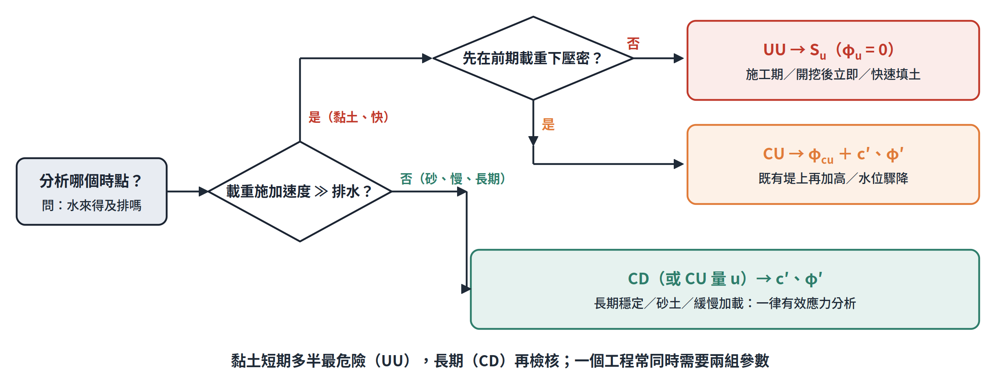 分析哪個時點？
問：水來得及排嗎
載重施加速度 ≫ 排水？
是（黏土、快）
先在前期載重下壓密？
否
UU → Su（ϕu = 0）
施工期／開挖後立即／快速填土
是
CU → ϕcu ＋ c′、ϕ′
既有堤上再加高／水位驟降
否（砂、慢、長期）
CD（或 CU 量 u）→ c′、ϕ′
長期穩定／砂土／緩慢加載：一律有效應力分析
黏土短期多半最危險（UU），長期（CD）再檢核；一個工程常同時需要兩組參數